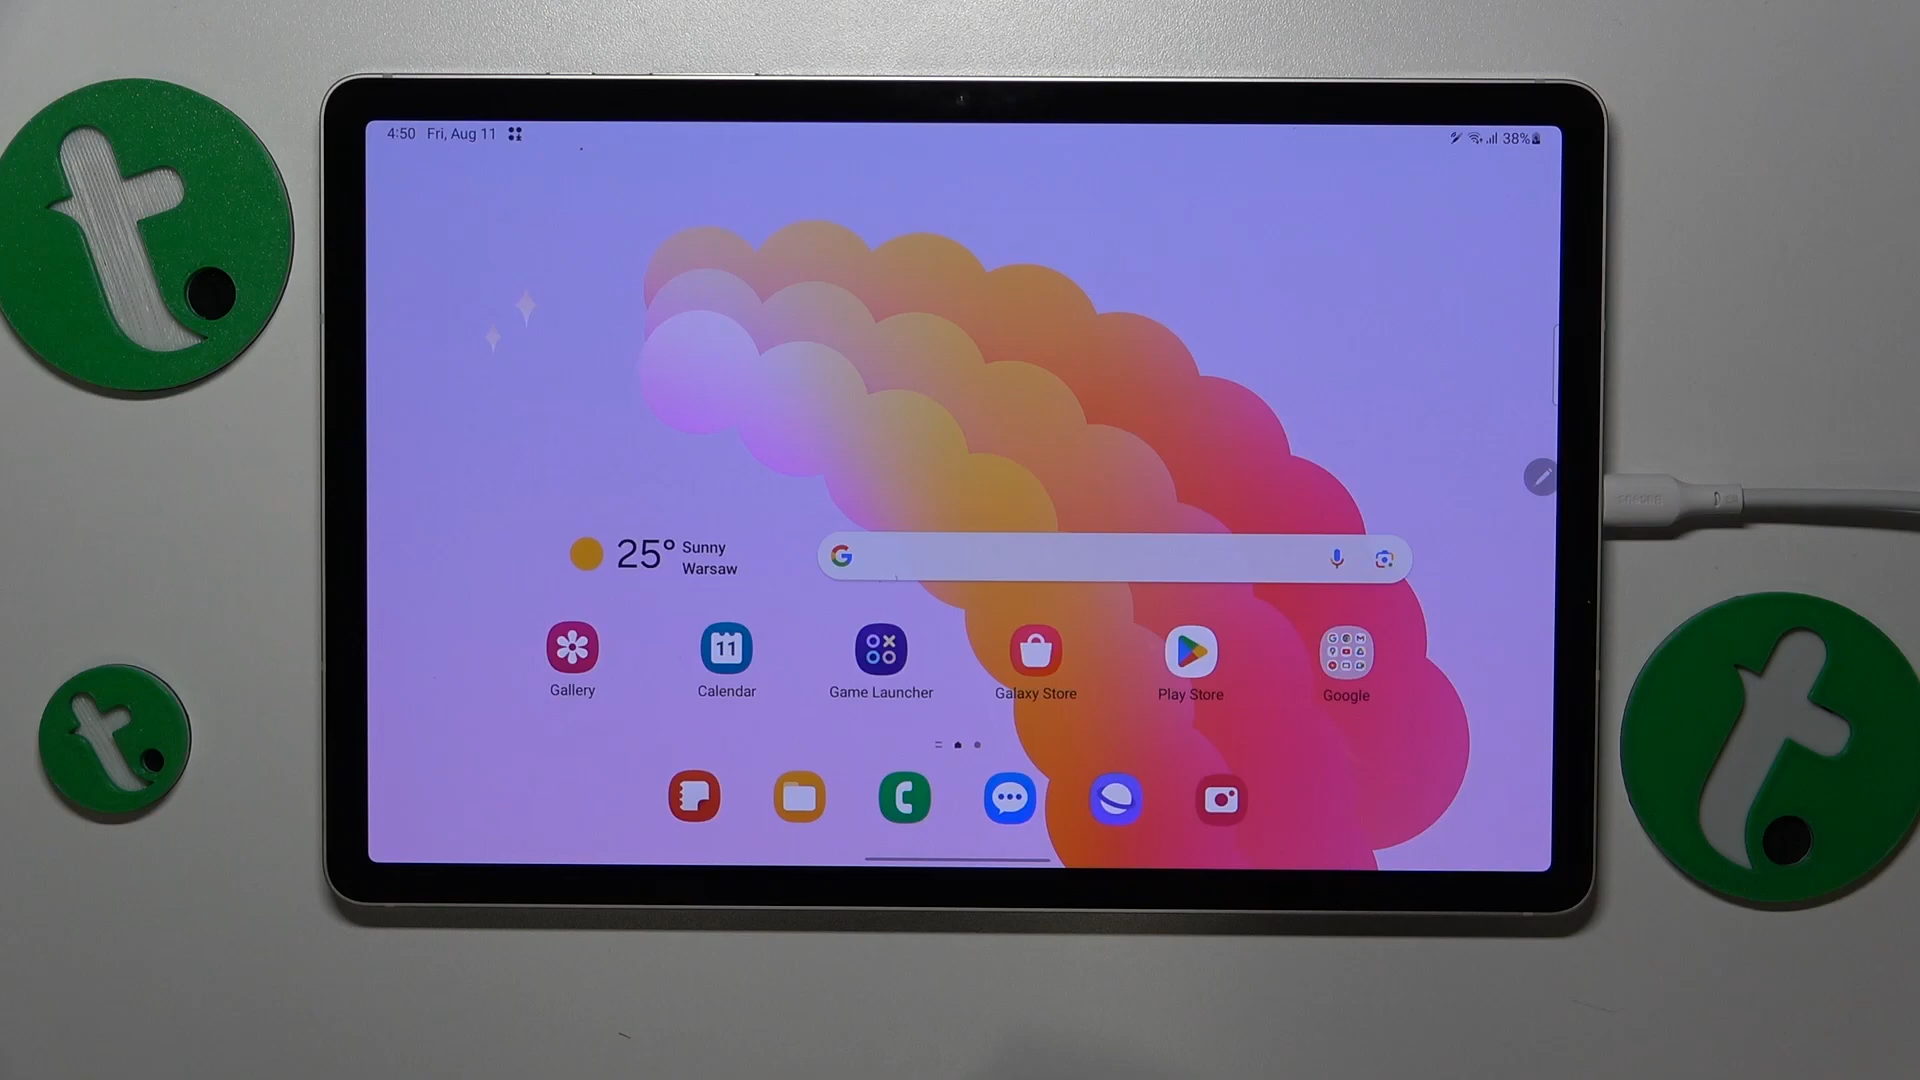 4:50 Fri, Aug 11
38%
25° Sunny
Warsaw
G
11
Gallery
Calendar
Game Launcher
Galaxy Store
Play Store
Google
t
t
t